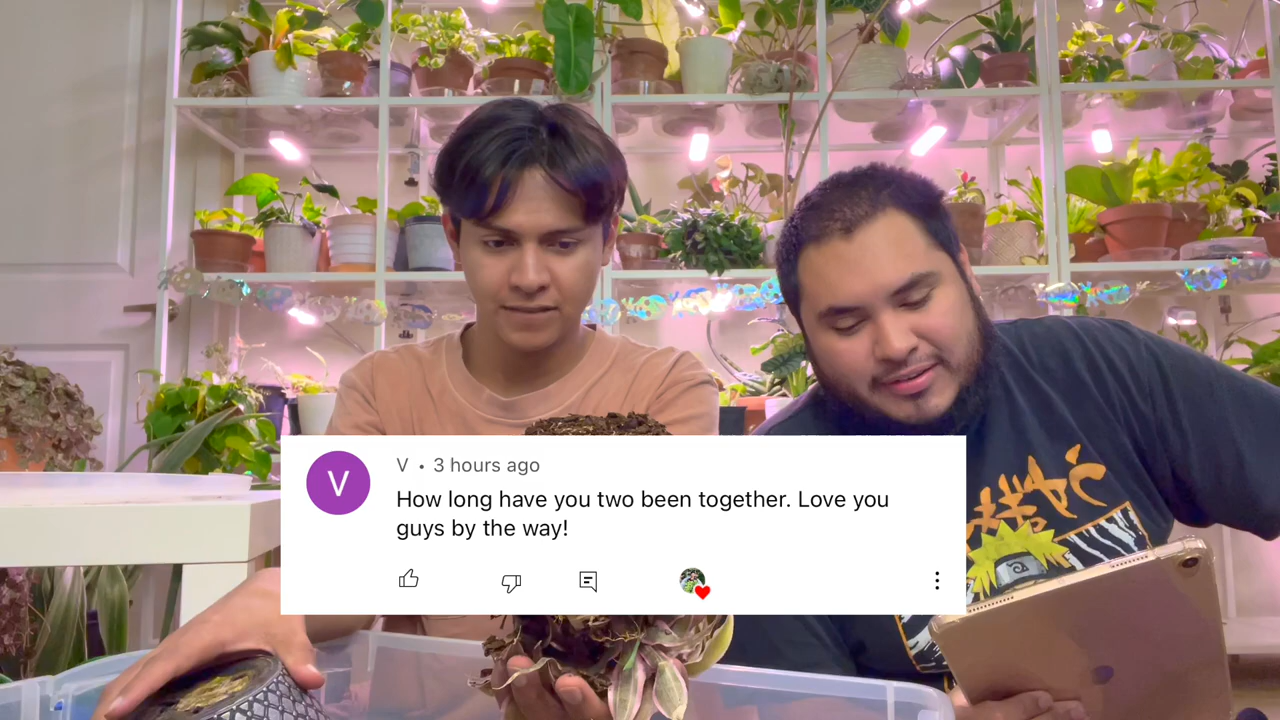 V
V • 3 hours ago
How long have you two been together. Love you
guys by the way!